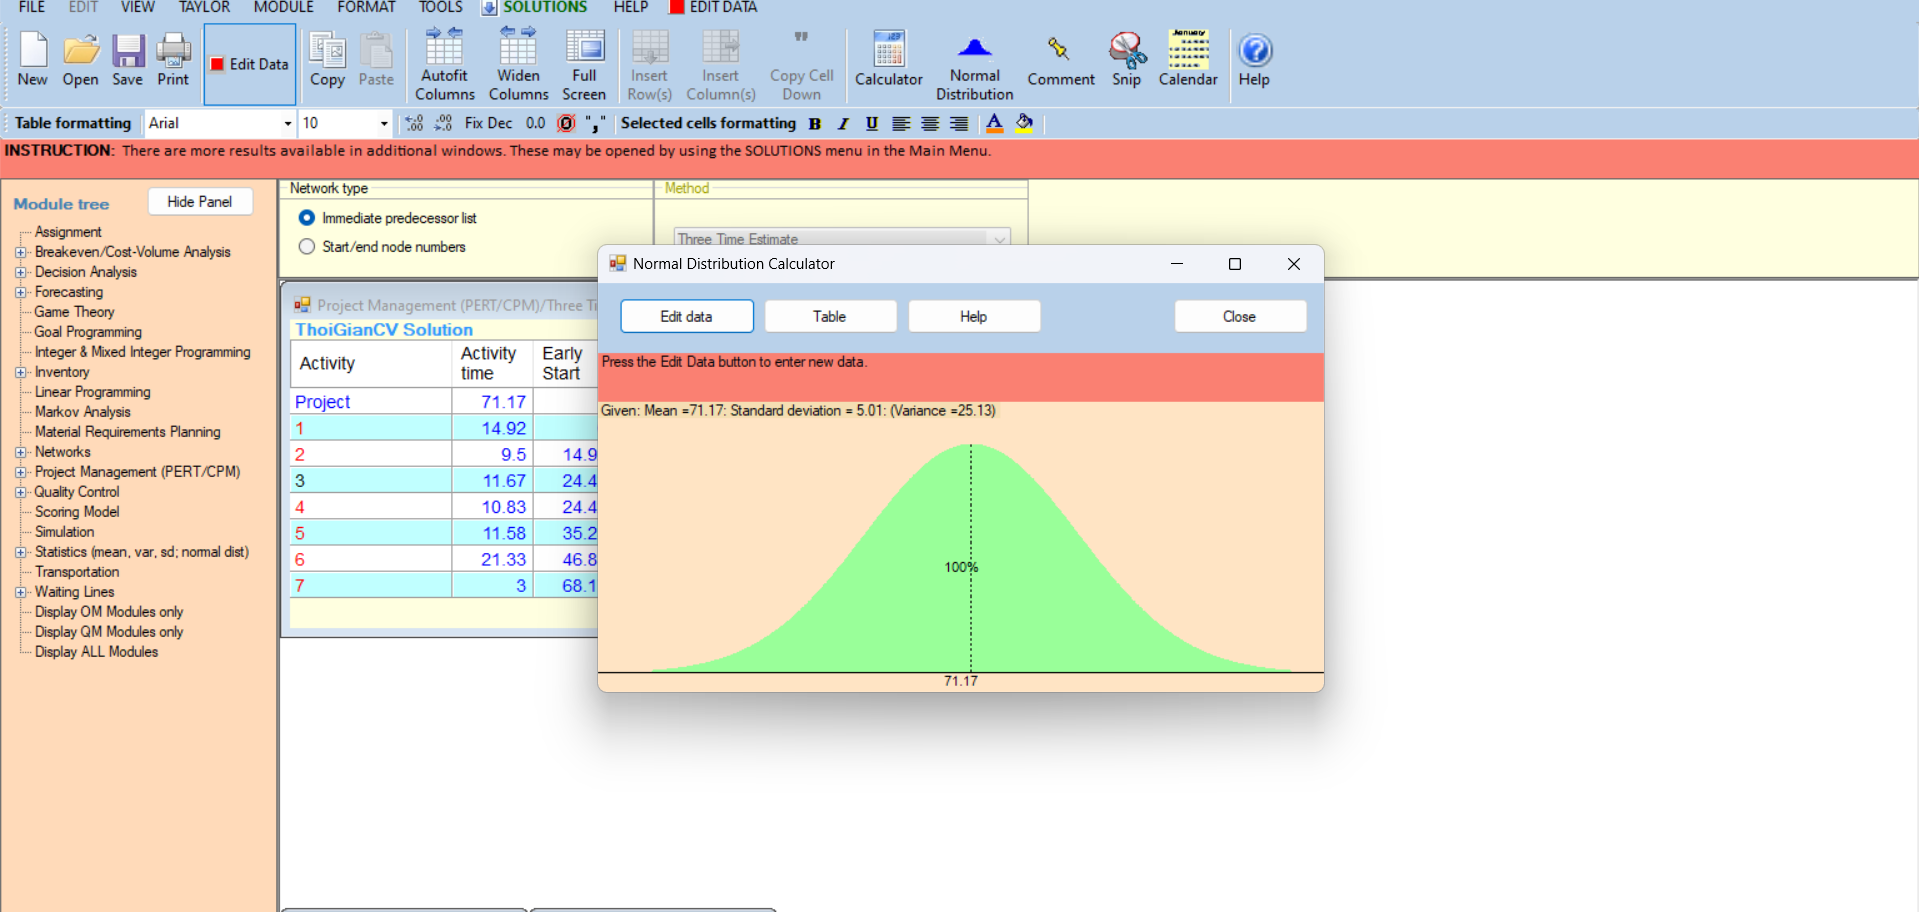 FILE EDIT VIEW TAYLOR MODULE FORMAT TOOLS SOLUTIONS HELP EDIT DATA
New Open Save Print Edit Data Copy Paste Autofit Columns Widen Columns Full Screen Insert Row(s) Insert Column(s) Copy Cell Down Calculator Normal Distribution Comment Snip January Calendar Help
Table formatting Arial 10 Fix Dec 0.0 "," Selected cells formatting B I U A
INSTRUCTION: There are more results available in additional windows. These may be opened by using the SOLUTIONS menu in the Main Menu.
Module tree Hide Panel
Assignment
Breakeven/Cost-Volume Analysis
Decision Analysis
Forecasting
Game Theory
Goal Programming
Integer & Mixed Integer Programming
Inventory
Linear Programming
Markov Analysis
Material Requirements Planning
Networks
Project Management (PERT/CPM)
Quality Control
Scoring Model
Simulation
Statistics (mean, var, sd; normal dist)
Transportation
Waiting Lines
Display OM Modules only
Display QM Modules only
Display ALL Modules
Network type
Immediate predecessor list
Start/end node numbers
Method
Three Time Estimate
Project Management (PERT/CPM)/Three Ti
ThoiGianCV Solution
Activity Activity time Early Start
Project 71.17
1 14.92
2 9.5 14.9
3 11.67 24.4
4 10.83 24.4
5 11.58 35.2
6 21.33 46.8
7 3 68.1
Normal Distribution Calculator
Edit data Table Help Close
Press the Edit Data button to enter new data.
Given: Mean =71.17: Standard deviation = 5.01: (Variance =25.13)
100%
71.17